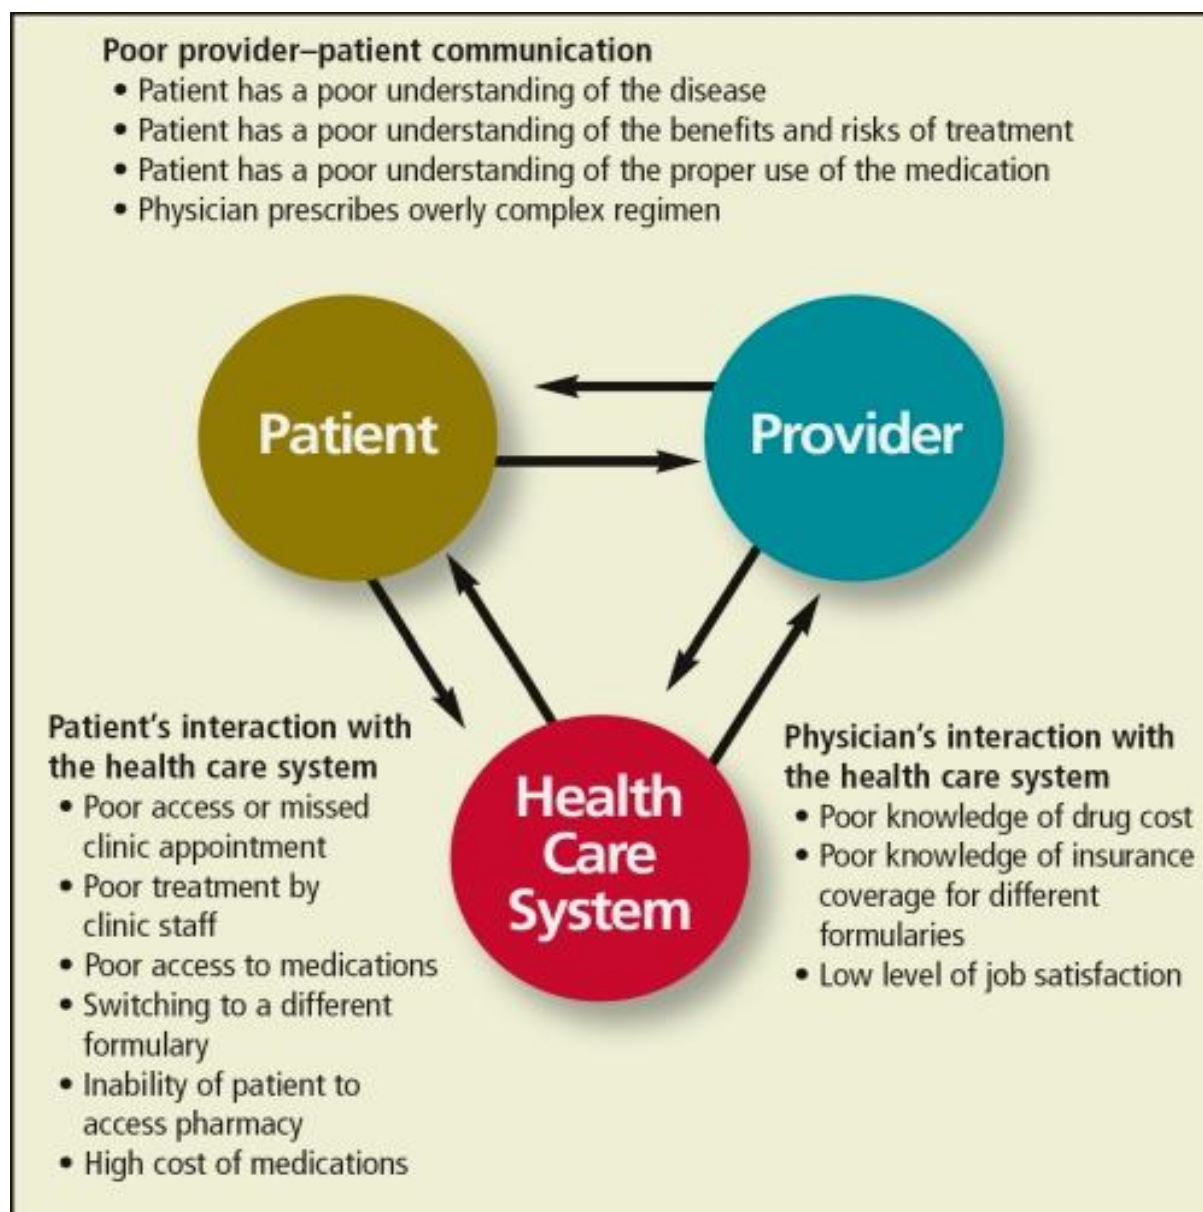 Poor provider–patient communication
• Patient has a poor understanding of the disease
• Patient has a poor understanding of the benefits and risks of treatment
• Patient has a poor understanding of the proper use of the medication
• Physician prescribes overly complex regimen
Patient
Provider
Health
Care
System
Patient's interaction with
the health care system
• Poor access or missed
clinic appointment
• Poor treatment by
clinic staff
• Poor access to medications
• Switching to a different
formulary
• Inability of patient to
access pharmacy
• High cost of medications
Physician's interaction with
the health care system
• Poor knowledge of drug cost
• Poor knowledge of insurance
coverage for different
formularies
• Low level of job satisfaction